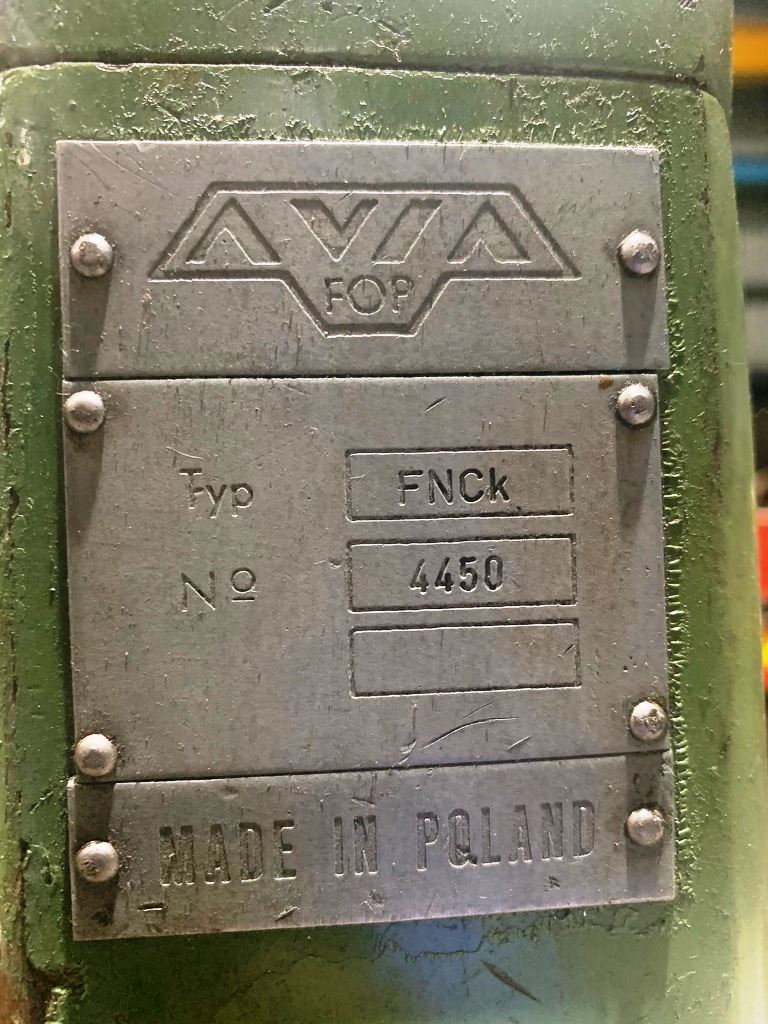 AVIA
FOP
Typ FNCk
Nº 4450
MADE IN POLAND